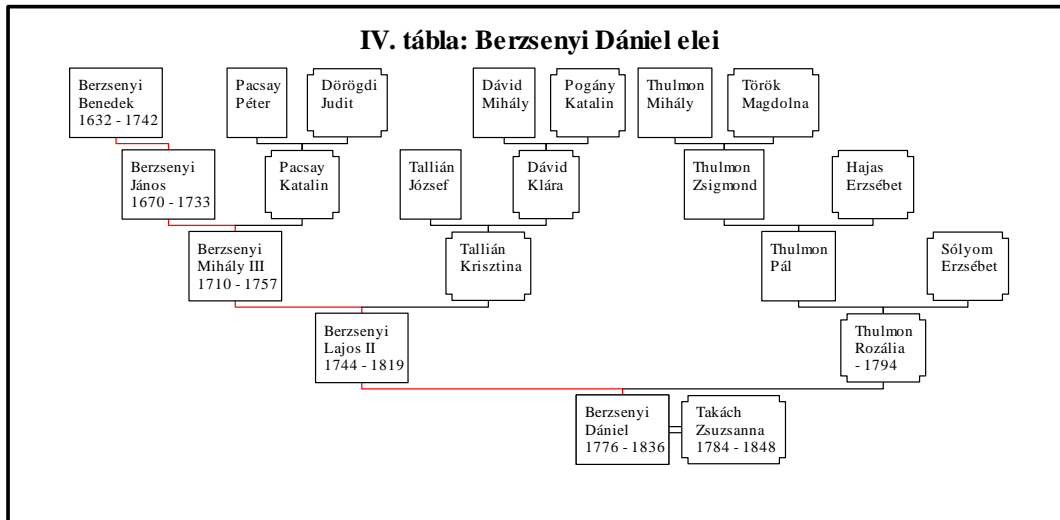 IV. tábla: Berzsenyi Dániel elei
Berzsenyi
Benedek
1632 - 1742
Pacsay
Péter
Dörögdi
Judit
Dávid
Mihály
Pogány
Katalin
Thulmon
Mihály
Török
Magdolna
Berzsenyi
János
1670 - 1733
Pacsay
Katalin
Tallián
József
Dávid
Klára
Thulmon
Zsigmond
Hajas
Erzsébet
Berzsenyi
Mihály III
1710 - 1757
Tallián
Krisztina
Thulmon
Pál
Sólyom
Erzsébet
Berzsenyi
Lajos II
1744 - 1819
Thulmon
Rozália
- 1794
Berzsenyi
Dániel
1776 - 1836
Takách
Zsuzsanna
1784 - 1848